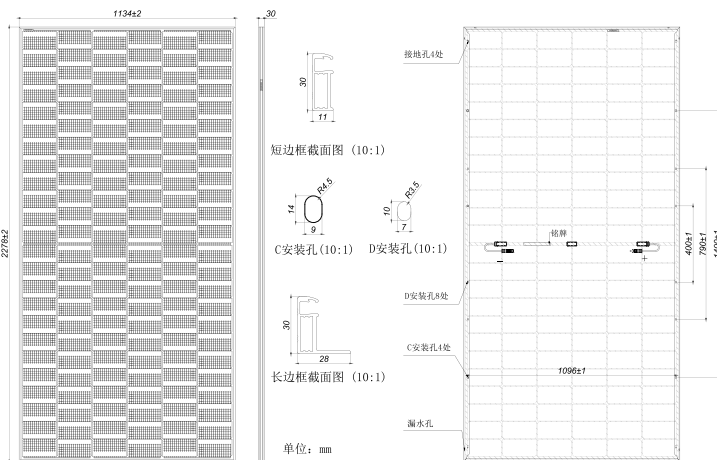 1134±2
30
2278±2
30
11
短边框截面图 (10:1)
R4.5
14
9
C安装孔(10:1)
R3.5
10
7
D安装孔(10:1)
30
28
长边框截面图 (10:1)
单位：mm
接地孔4处
铭牌
－
＋
400±1
790±1
D安装孔8处
C安装孔4处
1096±1
漏水孔